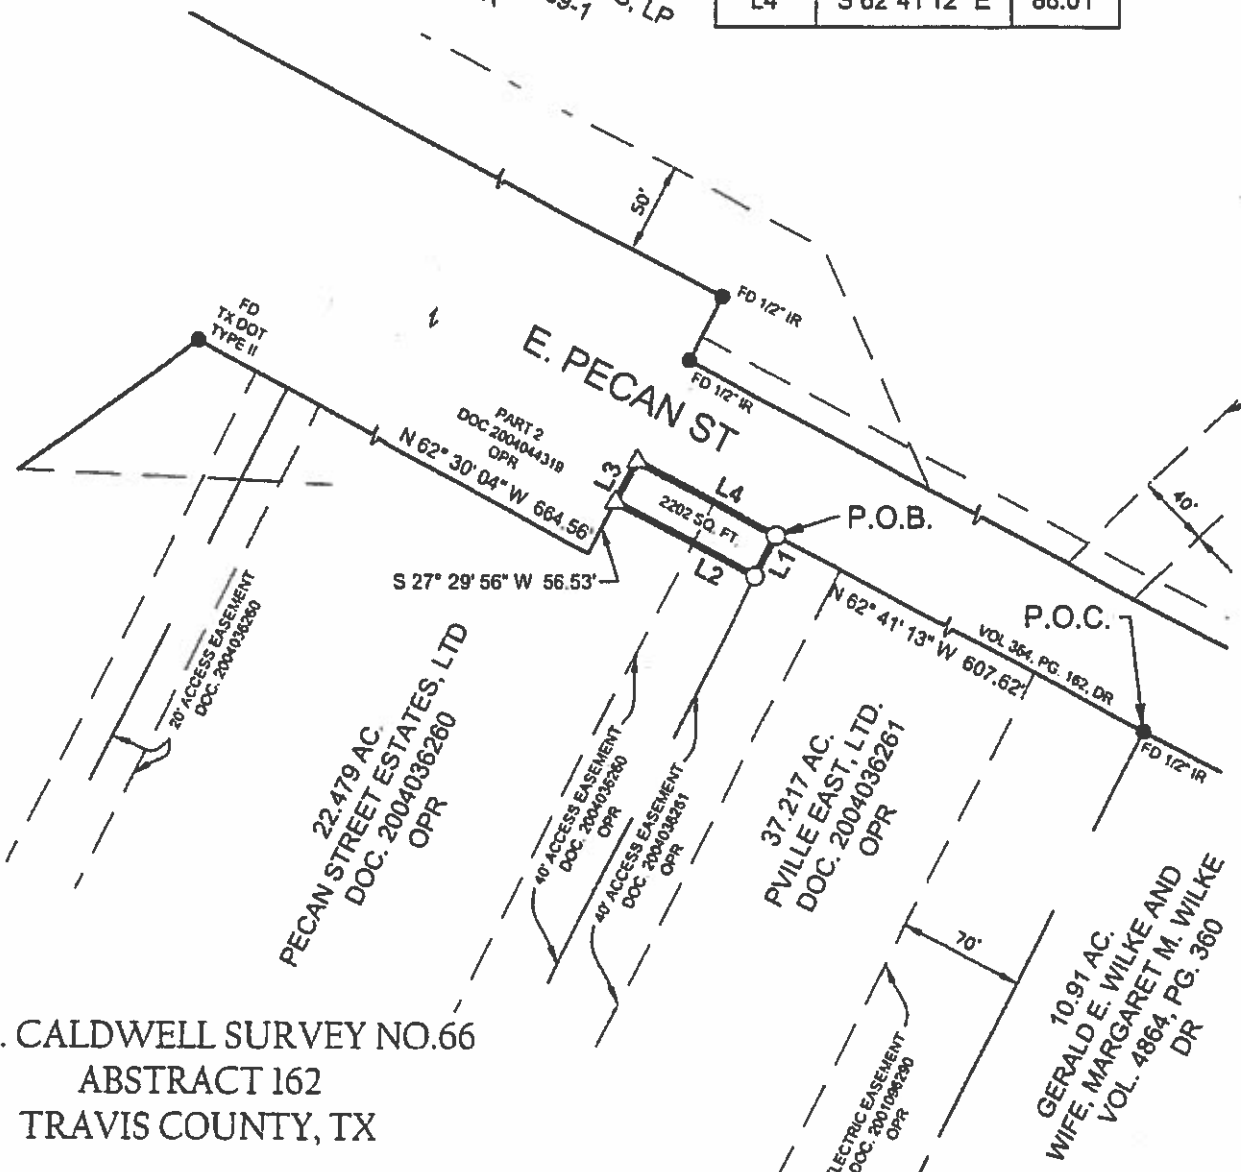 LP
L4 S 62°41'12" E 86.01'
50'
FD 1/2" IR
FD
TX DOT
TYPE II
E. PECAN ST
FD 1/2" IR
PART 2
DOC 2004044319
OPR
N 62° 30' 04" W 664.56'
L3
L4
2202 SQ. FT.
P.O.B.
L1
L2
S 27° 29' 56" W 56.53'
40'
N 62° 41' 13" W 607.62'
VOL 364, PG. 162, DR
P.O.C.
FD 1/2" IR
20' ACCESS EASEMENT
DOC. 2004036260
22.479 AC.
PECAN STREET ESTATES, LTD
DOC. 2004036260
OPR
40' ACCESS EASEMENT
DOC. 2004036260
OPR
40' ACCESS EASEMENT
DOC. 2004036261
OPR
37.217 AC.
PVILLE EAST, LTD.
DOC. 2004036261
OPR
70'
10.91 AC.
GERALD E. WILKE AND
WIFE, MARGARET M. WILKE
VOL. 4864, PG. 360
DR
LECTRIC EASEMENT
DOC. 2001096290
OPR
. CALDWELL SURVEY NO.66
ABSTRACT 162
TRAVIS COUNTY, TX